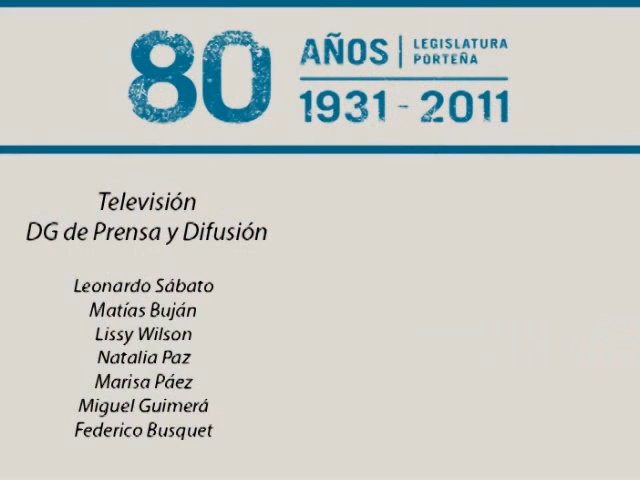 80 AÑOS | LEGISLATURA PORTEÑA
1931 - 2011
Televisión
DG de Prensa y Difusión
Leonardo Sábato
Matías Buján
Lissy Wilson
Natalia Paz
Marisa Páez
Miguel Guimerá
Federico Busquet